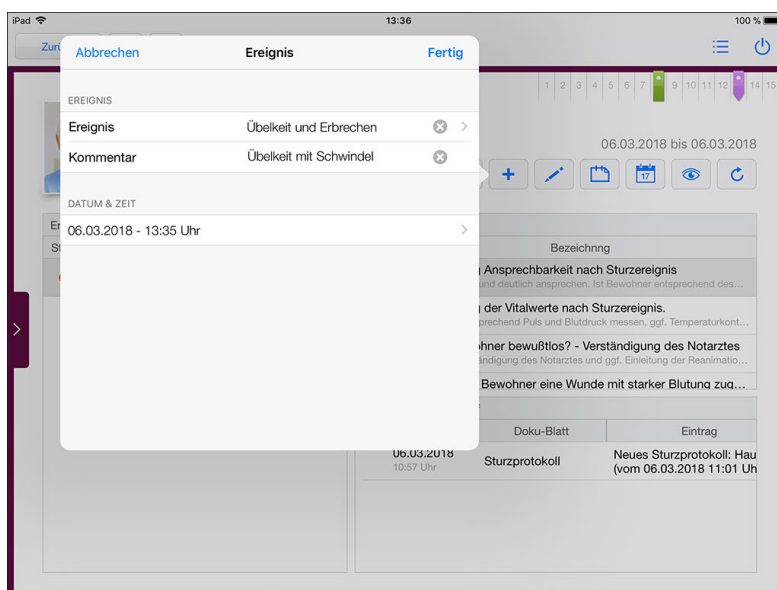 iPad 13:36 100 %
Zurü
Abbrechen Ereignis Fertig
1 2 3 4 5 6 7 9 10 11 12 14 15
EREIGNIS
Ereignis Übelkeit und Erbrechen
Kommentar Übelkeit mit Schwindel
06.03.2018 bis 06.03.2018
17
DATUM & ZEIT
06.03.2018 - 13:35 Uhr
Er
St
Bezeichnng
Ansprechbarkeit nach Sturzereignis
und deutlich ansprechen. Ist Bewohner entsprechend des...
der Vitalwerte nach Sturzereignis.
prechend Puls und Blutdruck messen, ggf. Temperaturkont...
ohner bewußtlos? - Verständigung des Notarztes
ändigung des Notarztes und ggf. Einleitung der Reanimatio...
Bewohner eine Wunde mit starker Blutung zug...
Doku-Blatt Eintrag
06.03.2018
10:57 Uhr
Sturzprotokoll
Neues Sturzprotokoll: Hau
(vom 06.03.2018 11:01 Uh